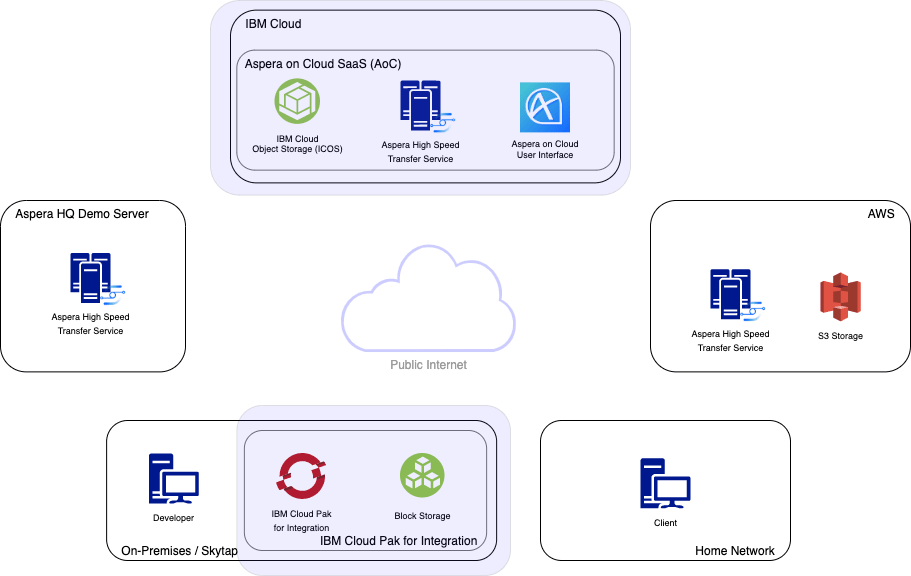 IBM Cloud
Aspera on Cloud SaaS (AoC)
IBM Cloud
Object Storage (ICOS)
Aspera High Speed
Transfer Service
Aspera on Cloud
User Interface
Aspera HQ Demo Server
Aspera High Speed
Transfer Service
AWS
Aspera High Speed
Transfer Service
S3 Storage
Public Internet
Developer
IBM Cloud Pak
for Integration
Block Storage
On-Premises / Skytap
IBM Cloud Pak for Integration
Client
Home Network